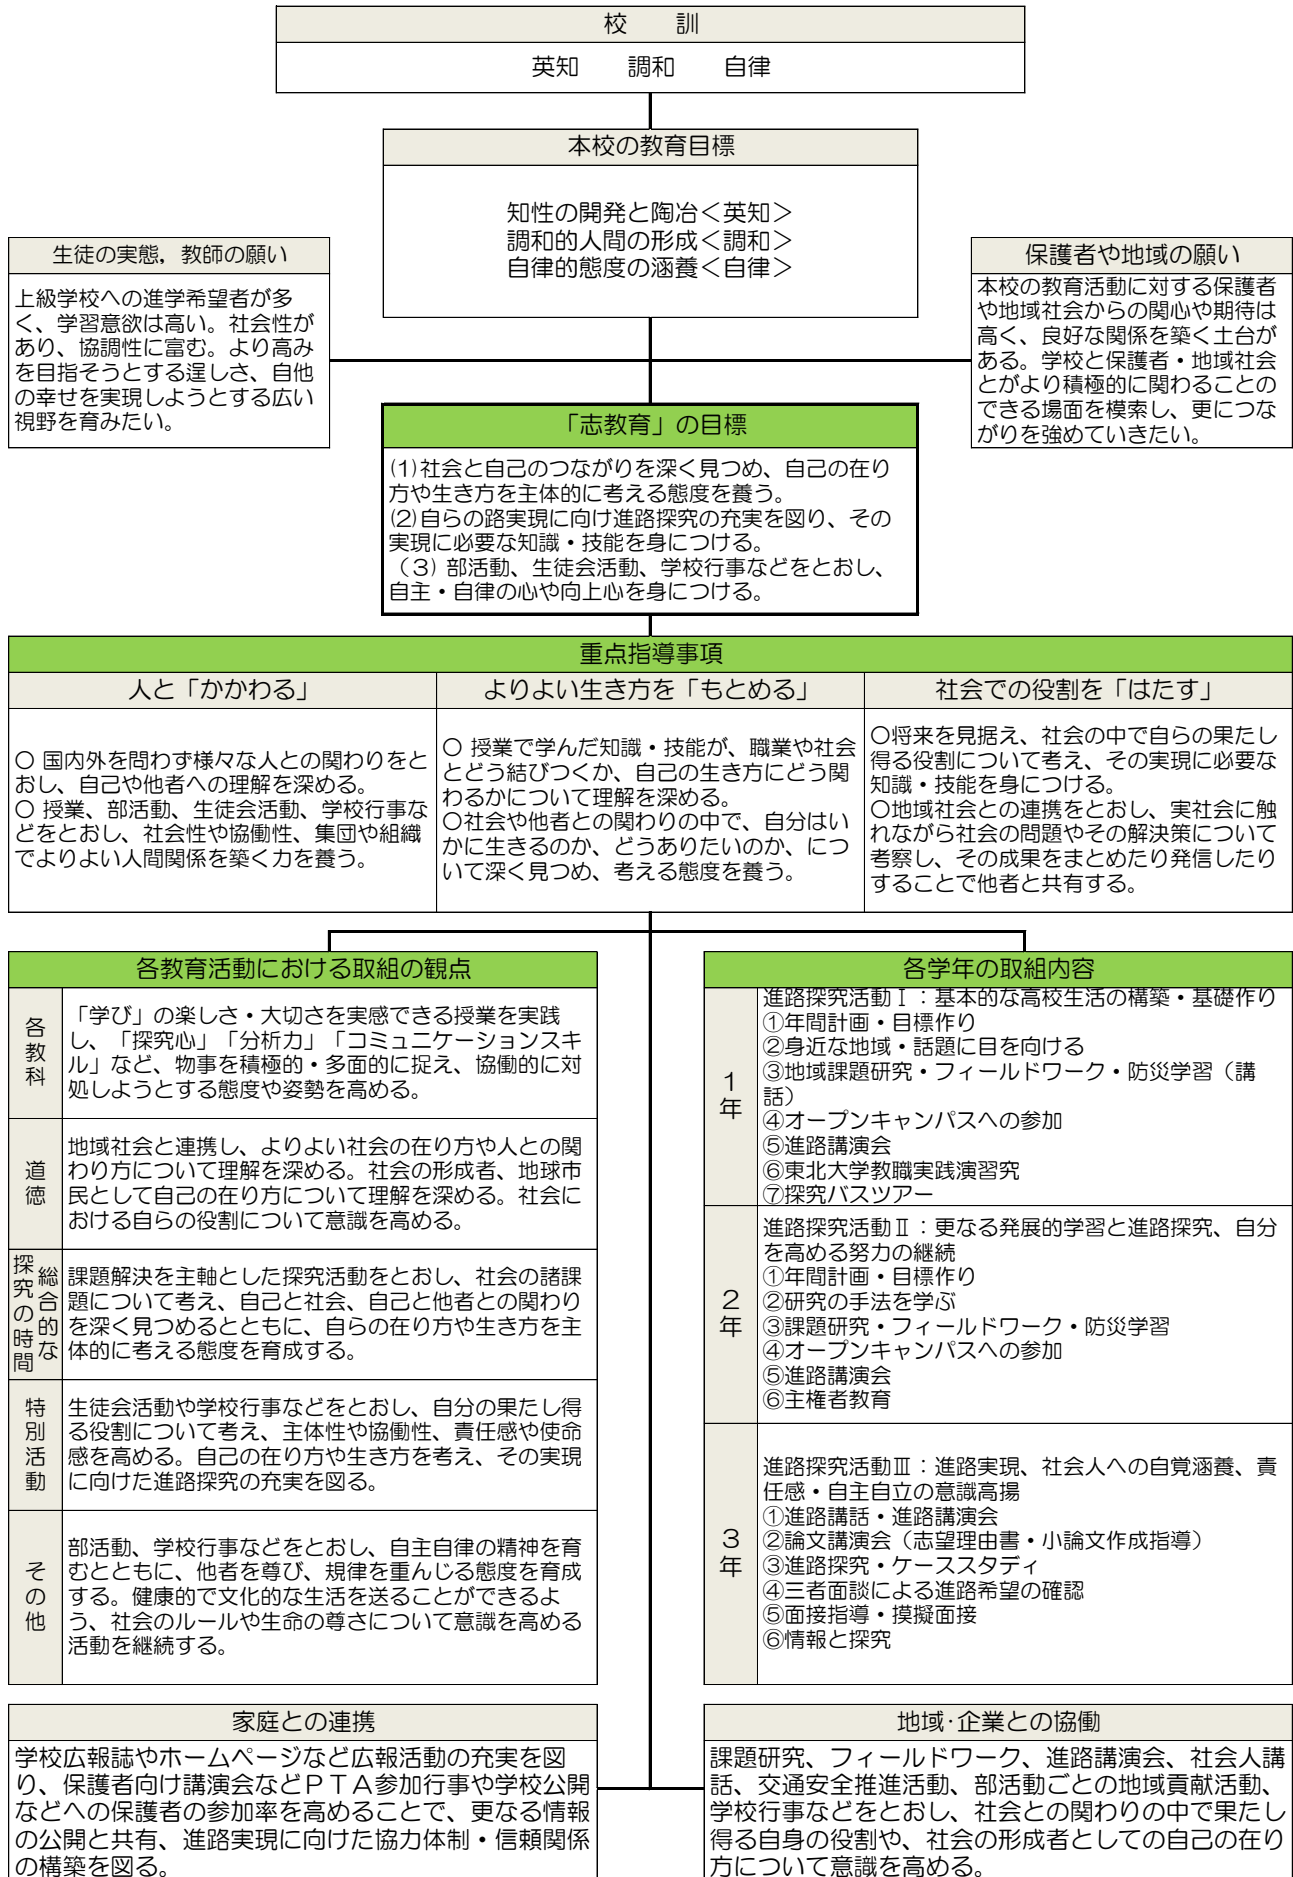 校　訓
英知　調和　自律
本校の教育目標
知性の開発と陶冶＜英知＞
調和的人間の形成＜調和＞
自律的態度の涵養＜自律＞
生徒の実態，教師の願い
上級学校への進学希望者が多
く、学習意欲は高い。社会性が
あり、協調性に富む。より高み
を目指そうとする逞しさ、自他
の幸せを実現しようとする広い
視野を育みたい。
保護者や地域の願い
本校の教育活動に対する保護者
や地域社会からの関心や期待は
高く、良好な関係を築く土台が
ある。学校と保護者・地域社会
とがより積極的に関わることの
できる場面を模索し、更につな
がりを強めていきたい。
「志教育」の目標
(1)社会と自己のつながりを深く見つめ、自己の在り
方や生き方を主体的に考える態度を養う。
(2)自らの路実現に向け進路探究の充実を図り、その
実現に必要な知識・技能を身につける。
（３）部活動、生徒会活動、学校行事などをとおし、
自主・自律の心や向上心を身につける。
重点指導事項
人と「かかわる」
○ 国内外を問わず様々な人との関わりをと
おし、自己や他者への理解を深める。
○ 授業、部活動、生徒会活動、学校行事な
どをとおし、社会性や協働性、集団や組織
でよりよい人間関係を築く力を養う。
よりよい生き方を「もとめる」
○ 授業で学んだ知識・技能が、職業や社会
とどう結びつくか、自己の生き方にどう関
わるかについて理解を深める。
○社会や他者との関わりの中で、自分はい
かに生きるのか、どうありたいのか、につ
いて深く見つめ、考える態度を養う。
社会での役割を「はたす」
○将来を見据え、社会の中で自らの果たし
得る役割について考え、その実現に必要な
知識・技能を身につける。
○地域社会との連携をとおし、実社会に触
れながら社会の問題やその解決策について
考察し、その成果をまとめたり発信したり
することで他者と共有する。
各教育活動における取組の観点
各教科
「学び」の楽しさ・大切さを実感できる授業を実践
し、「探究心」「分析力」「コミュニケーションスキ
ル」など、物事を積極的・多面的に捉え、協働的に対
処しようとする態度や姿勢を高める。
道徳
地域社会と連携し、よりよい社会の在り方や人との関
わり方について理解を深める。社会の形成者、地球市
民として自己の在り方について理解を深める。社会に
おける自らの役割について意識を高める。
総合的な
探究の時間
課題解決を主軸とした探究活動をとおし、社会の諸課
題について考え、自己と社会、自己と他者との関わり
を深く見つめるとともに、自らの在り方や生き方を主
体的に考える態度を育成する。
特別活動
生徒会活動や学校行事などをとおし、自分の果たし得
る役割について考え、主体性や協働性、責任感や使命
感を高める。自己の在り方や生き方を考え、その実現
に向けた進路探究の充実を図る。
その他
部活動、学校行事などをとおし、自主自律の精神を育
むとともに、他者を尊び、規律を重んじる態度を育成
する。健康的で文化的な生活を送ることができるよ
う、社会のルールや生命の尊さについて意識を高める
活動を継続する。
各学年の取組内容
１年
進路探究活動Ⅰ：基本的な高校生活の構築・基礎作り
①年間計画・目標作り
②身近な地域・話題に目を向ける
③地域課題研究・フィールドワーク・防災学習（講
話）
④オープンキャンパスへの参加
⑤進路講演会
⑥東北大学教職実践演習究
⑦探究バスツアー
２年
進路探究活動Ⅱ：更なる発展的学習と進路探究、自分
を高める努力の継続
①年間計画・目標作り
②研究の手法を学ぶ
③課題研究・フィールドワーク・防災学習
④オープンキャンパスへの参加
⑤進路講演会
⑥主権者教育
３年
進路探究活動Ⅲ：進路実現、社会人への自覚涵養、責
任感・自主自立の意識高揚
①進路講話・進路講演会
②論文講演会（志望理由書・小論文作成指導）
③進路探究・ケーススタディ
④三者面談による進路希望の確認
⑤面接指導・摸擬面接
⑥情報と探究
家庭との連携
学校広報誌やホームページなど広報活動の充実を図
り、保護者向け講演会などＰＴＡ参加行事や学校公開
などへの保護者の参加率を高めることで、更なる情報
の公開と共有、進路実現に向けた協力体制・信頼関係
の構築を図る。
地域・企業との協働
課題研究、フィールドワーク、進路講演会、社会人講
話、交通安全推進活動、部活動ごとの地域貢献活動、
学校行事などをとおし、社会との関わりの中で果たし
得る自身の役割や、社会の形成者としての自己の在り
方について意識を高める。